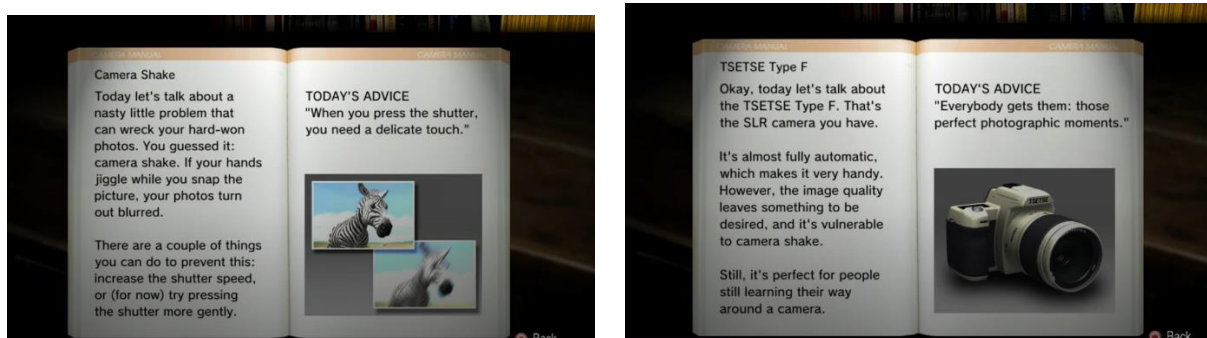 CAMERA MANUAL
CAMERA MANUAL
Camera Shake
Today let's talk about a
nasty little problem that
can wreck your hard-won
photos. You guessed it:
camera shake. If your hands
jiggle while you snap the
picture, your photos turn
out blurred.
There are a couple of things
you can do to prevent this:
increase the shutter speed,
or (for now) try pressing
the shutter more gently.
TODAY'S ADVICE
"When you press the shutter,
you need a delicate touch."
Back
CAMERA MANUAL
CAMERA MANUAL
TSETSE Type F
Okay, today let's talk about
the TSETSE Type F. That's
the SLR camera you have.
It's almost fully automatic,
which makes it very handy.
However, the image quality
leaves something to be
desired, and it's vulnerable
to camera shake.
Still, it's perfect for people
still learning their way
around a camera.
TODAY'S ADVICE
"Everybody gets them: those
perfect photographic moments."
TSETSE
Back